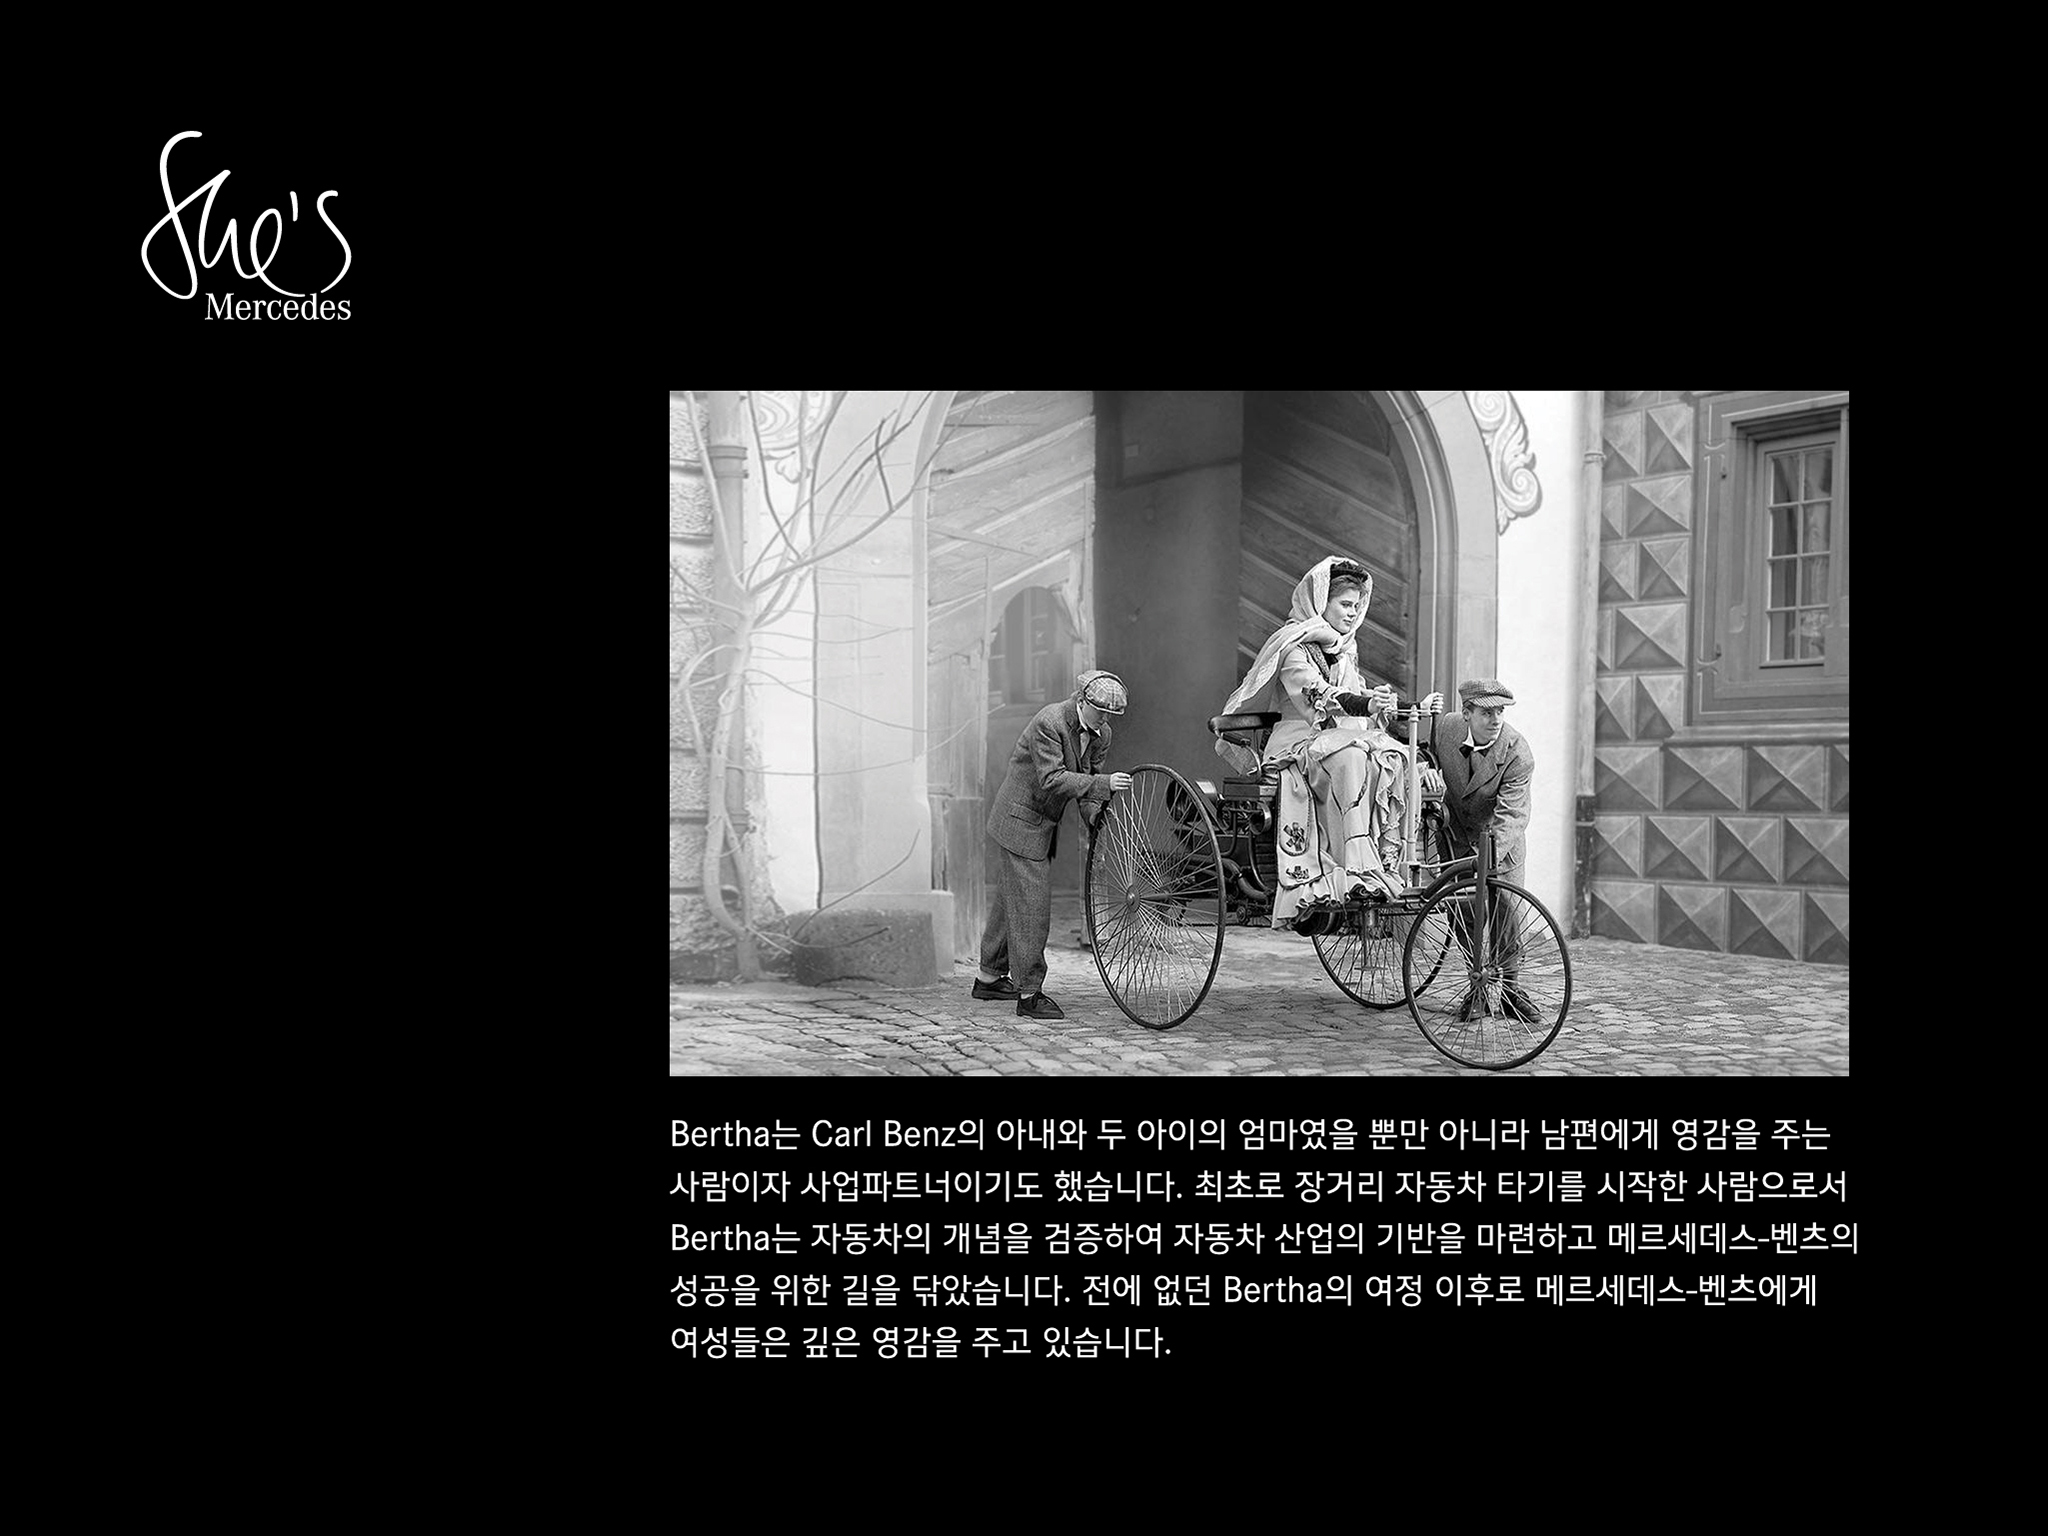 She's
Mercedes
Bertha는 Carl Benz의 아내와 두 아이의 엄마였을 뿐만 아니라 남편에게 영감을 주는
사람이자 사업파트너이기도 했습니다. 최초로 장거리 자동차 타기를 시작한 사람으로서
Bertha는 자동차의 개념을 검증하여 자동차 산업의 기반을 마련하고 메르세데스-벤츠의
성공을 위한 길을 닦았습니다. 전에 없던 Bertha의 여정 이후로 메르세데스-벤츠에게
여성들은 깊은 영감을 주고 있습니다.